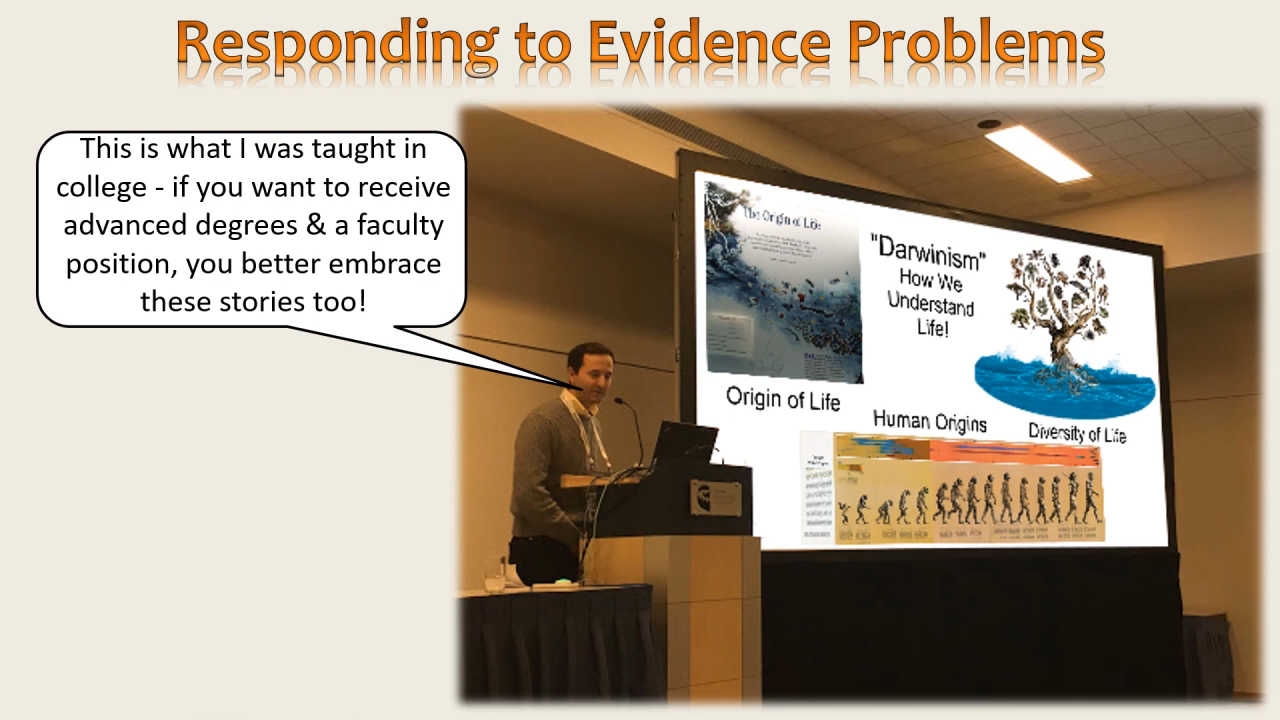 Responding to Evidence Problems
This is what I was taught in
college - if you want to receive
advanced degrees & a faculty
position, you better embrace
these stories too!
The Origin of Life
"Darwinism"
How We
Understand
Life!
Origin of Life
Human Origins
Diversity of Life